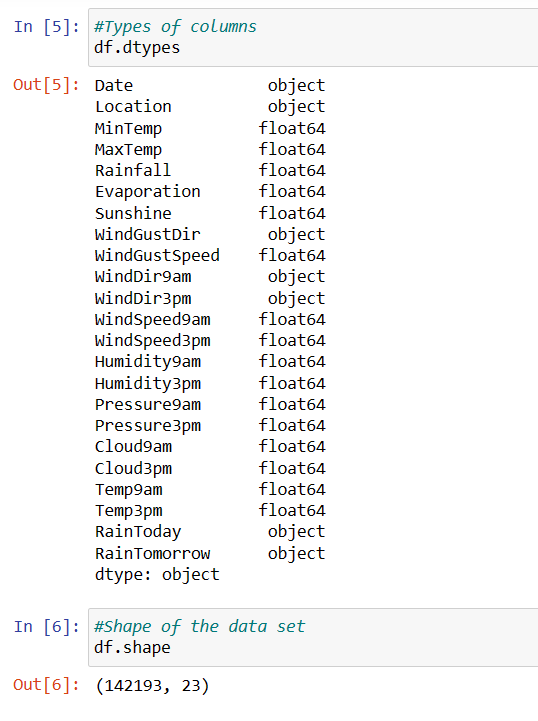 In [5]: #Types of columns
df.dtypes
Out[5]: Date object
Location object
MinTemp float64
MaxTemp float64
Rainfall float64
Evaporation float64
Sunshine float64
WindGustDir object
WindGustSpeed float64
WindDir9am object
WindDir3pm object
WindSpeed9am float64
WindSpeed3pm float64
Humidity9am float64
Humidity3pm float64
Pressure9am float64
Pressure3pm float64
Cloud9am float64
Cloud3pm float64
Temp9am float64
Temp3pm float64
RainToday object
RainTomorrow object
dtype: object
In [6]: #Shape of the data set
df.shape
Out[6]: (142193, 23)